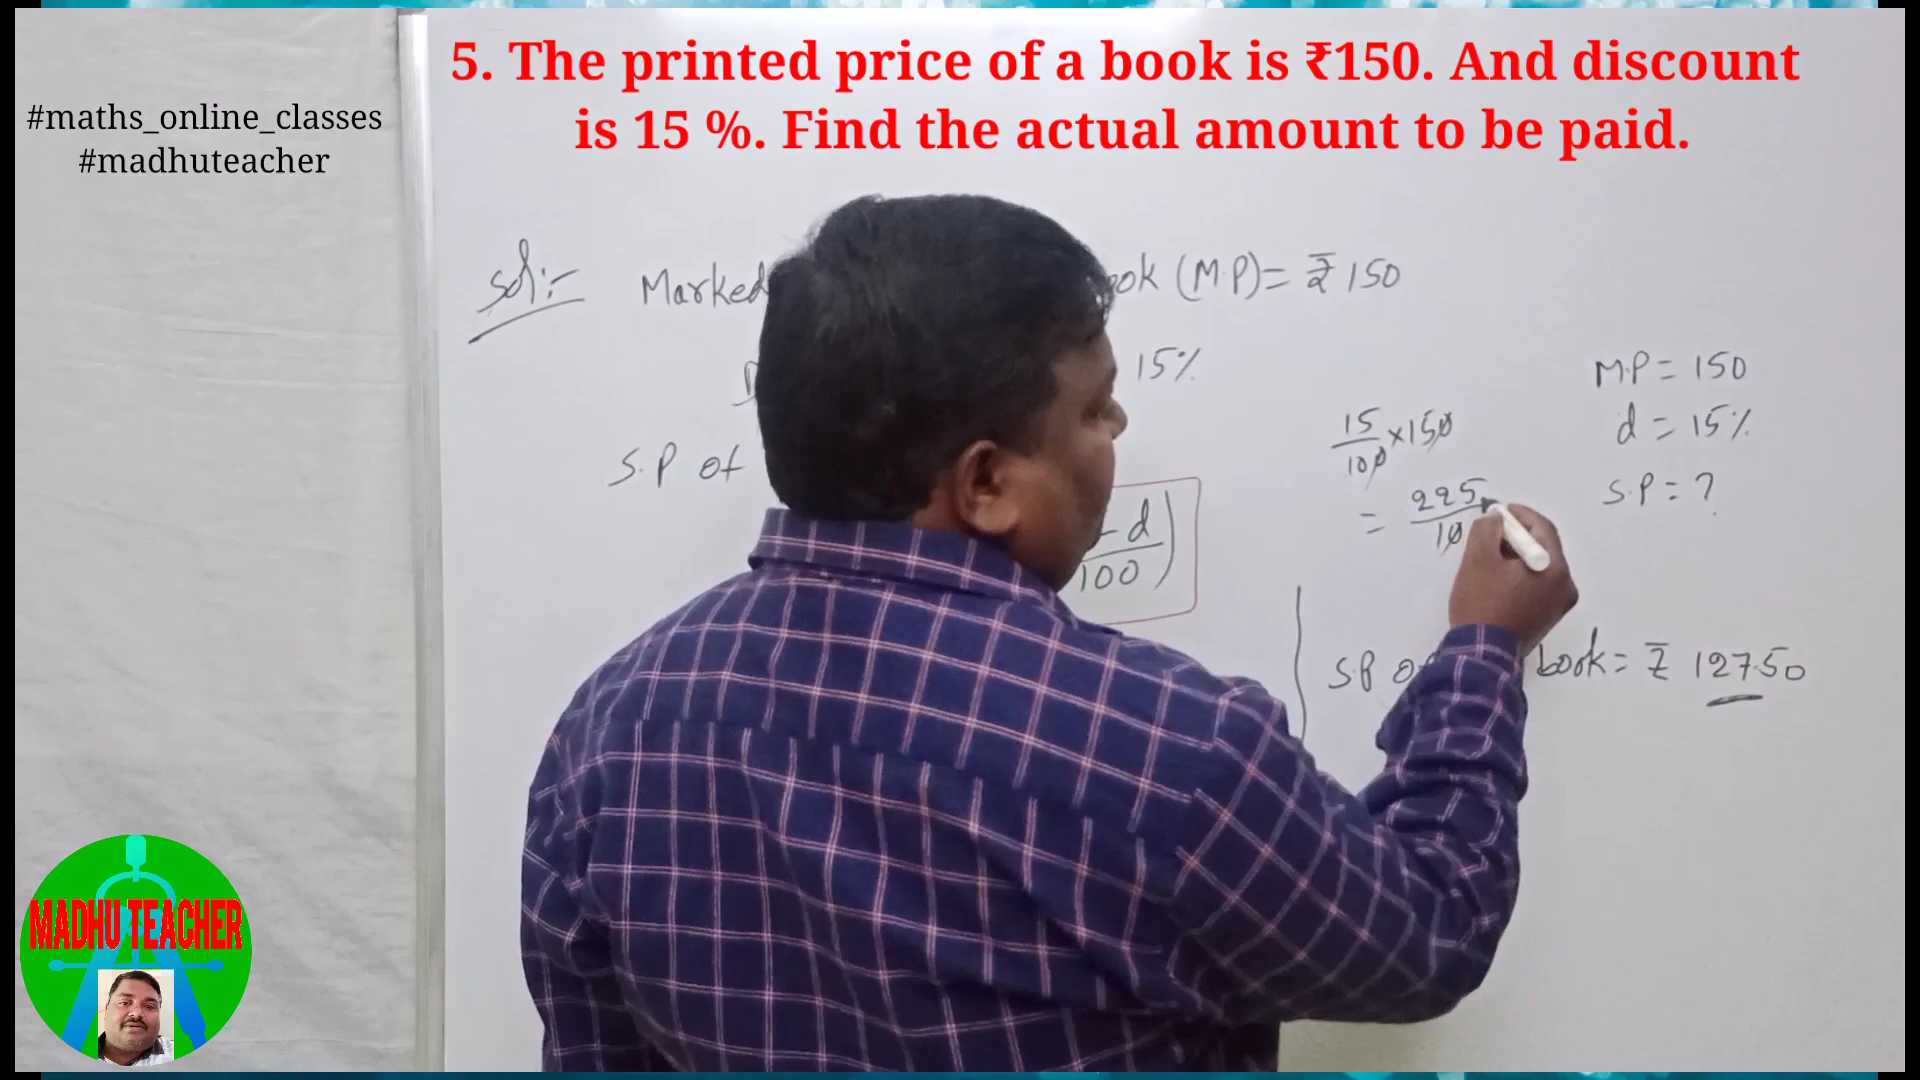 5. The printed price of a book is ₹150. And discount
is 15 %. Find the actual amount to be paid.
#maths_online_classes
#madhuteacher
Sol:- Marked ook (M.P)= ₹ 150
D 15%
S.P of
- d
100
15/100 × 150
= 225/10
M.P = 150
d = 15%
S.P = ?
S.P of book = ₹ 127.50
MADHU TEACHER